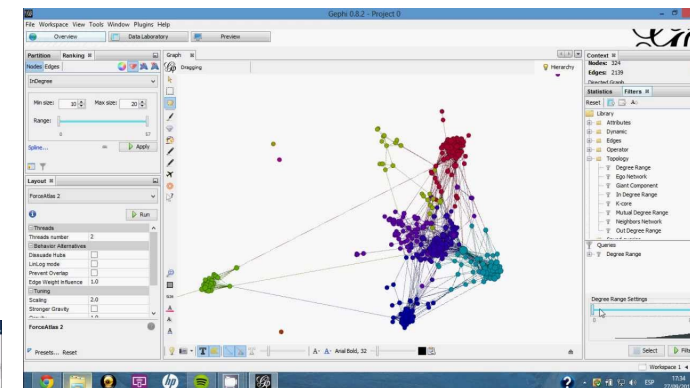 Gephi 0.8.2 - Project 0
File Workspace View Tools Window Plugins Help
Overview
Data Laboratory
Preview
Partition Ranking
Nodes Edges
InDegree
Min size: 10 Max size: 20
Range:
0 57
Spline...
Apply
Layout
ForceAtlas 2
Run
Threads
Threads number 2
Behavior Alternatives
Dissuade Hubs
LinLog mode
Prevent Overlap
Edge Weight Influence 1.0
Tuning
Scaling 2.0
Stronger Gravity
ForceAtlas 2
Presets... Reset
Graph
Dragging
Hierarchy
A- A- Arial Bold, 32
Context
Nodes: 324
Edges: 2139
Directed Graph
Statistics Filters
Reset
Library
Attributes
Dynamic
Edges
Operator
Topology
Degree Range
Ego Network
Giant Component
In Degree Range
K-core
Mutual Degree Range
Neighbors Network
Out Degree Range
Queries
Degree Range
Degree Range Settings
0
Select
Workspace 1
ESP
17:34